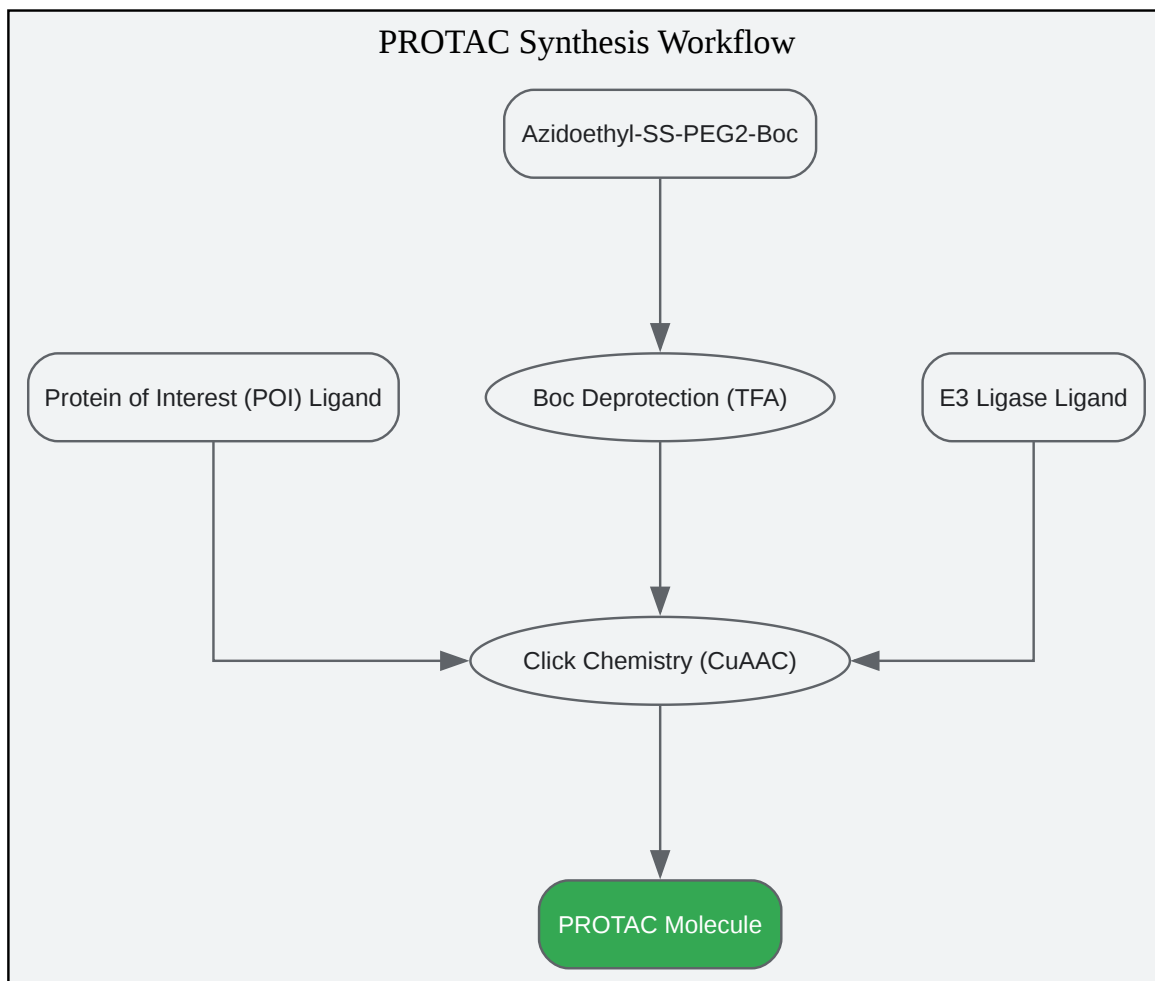 PROTAC Synthesis Workflow
Azidoethyl-SS-PEG2-Boc
Protein of Interest (POI) Ligand
Boc Deprotection (TFA)
E3 Ligase Ligand
Click Chemistry (CuAAC)
PROTAC Molecule